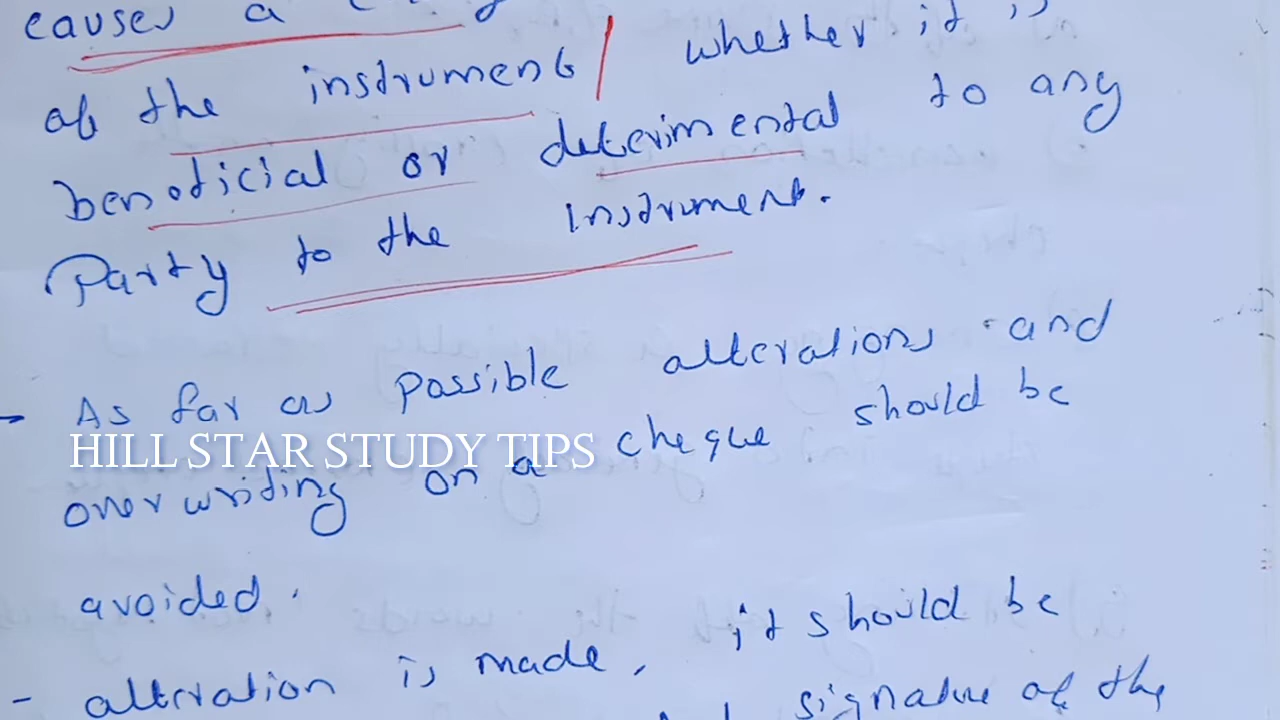 causes a
of the instrument / whether it is
beneficial or deterimental to any
Party to the instrument.
- As far as possible alterations and
HILL STAR STUDY TIPS
overwriting on a cheque should be
avoided.
- alteration is made, it should be
signature of the